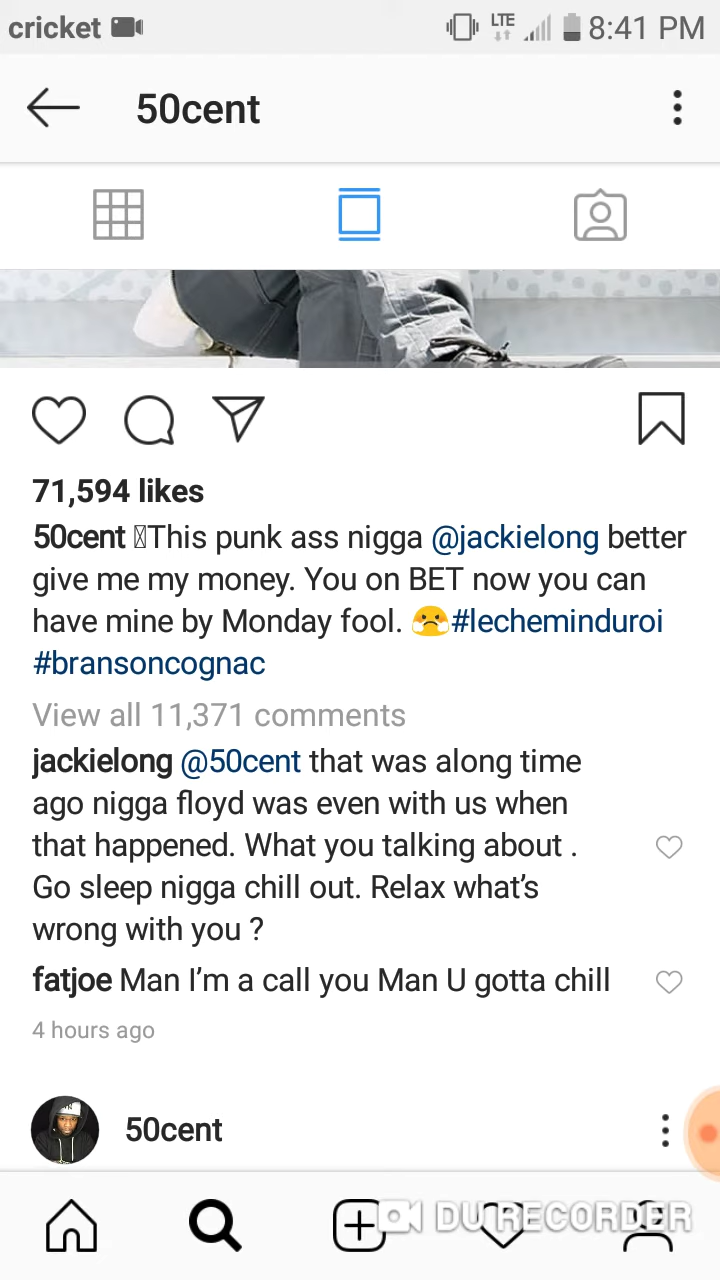 cricket LTE 8:41 PM
50cent
71,594 likes
50cent This punk ass nigga @jackielong better
give me my money. You on BET now you can
have mine by Monday fool. 😤#lecheminduroi
#bransoncognac
View all 11,371 comments
jackielong @50cent that was along time
ago nigga floyd was even with us when
that happened. What you talking about .
Go sleep nigga chill out. Relax what’s
wrong with you ?
fatjoe Man I’m a call you Man U gotta chill
4 hours ago
50cent
DU RECORDER